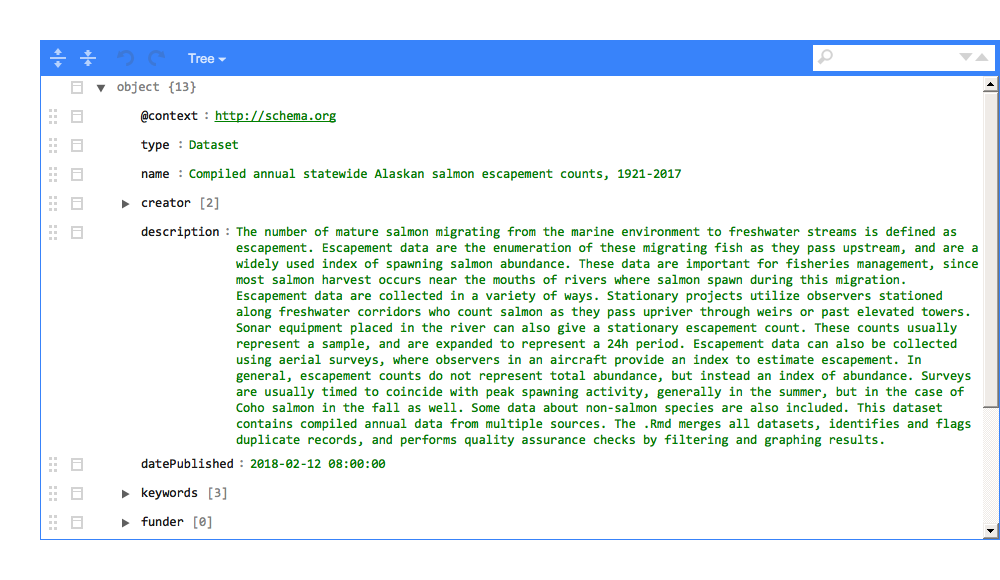 Tree
object {13}
@context : http://schema.org
type : Dataset
name : Compiled annual statewide Alaskan salmon escapement counts, 1921-2017
creator [2]
description : The number of mature salmon migrating from the marine environment to freshwater streams is defined as
escapement. Escapement data are the enumeration of these migrating fish as they pass upstream, and are a
widely used index of spawning salmon abundance. These data are important for fisheries management, since
most salmon harvest occurs near the mouths of rivers where salmon spawn during this migration.
Escapement data are collected in a variety of ways. Stationary projects utilize observers stationed
along freshwater corridors who count salmon as they pass upriver through weirs or past elevated towers.
Sonar equipment placed in the river can also give a stationary escapement count. These counts usually
represent a sample, and are expanded to represent a 24h period. Escapement data can also be collected
using aerial surveys, where observers in an aircraft provide an index to estimate escapement. In
general, escapement counts do not represent total abundance, but instead an index of abundance. Surveys
are usually timed to coincide with peak spawning activity, generally in the summer, but in the case of
Coho salmon in the fall as well. Some data about non-salmon species are also included. This dataset
contains compiled annual data from multiple sources. The .Rmd merges all datasets, identifies and flags
duplicate records, and performs quality assurance checks by filtering and graphing results.
datePublished : 2018-02-12 08:00:00
keywords [3]
funder [0]